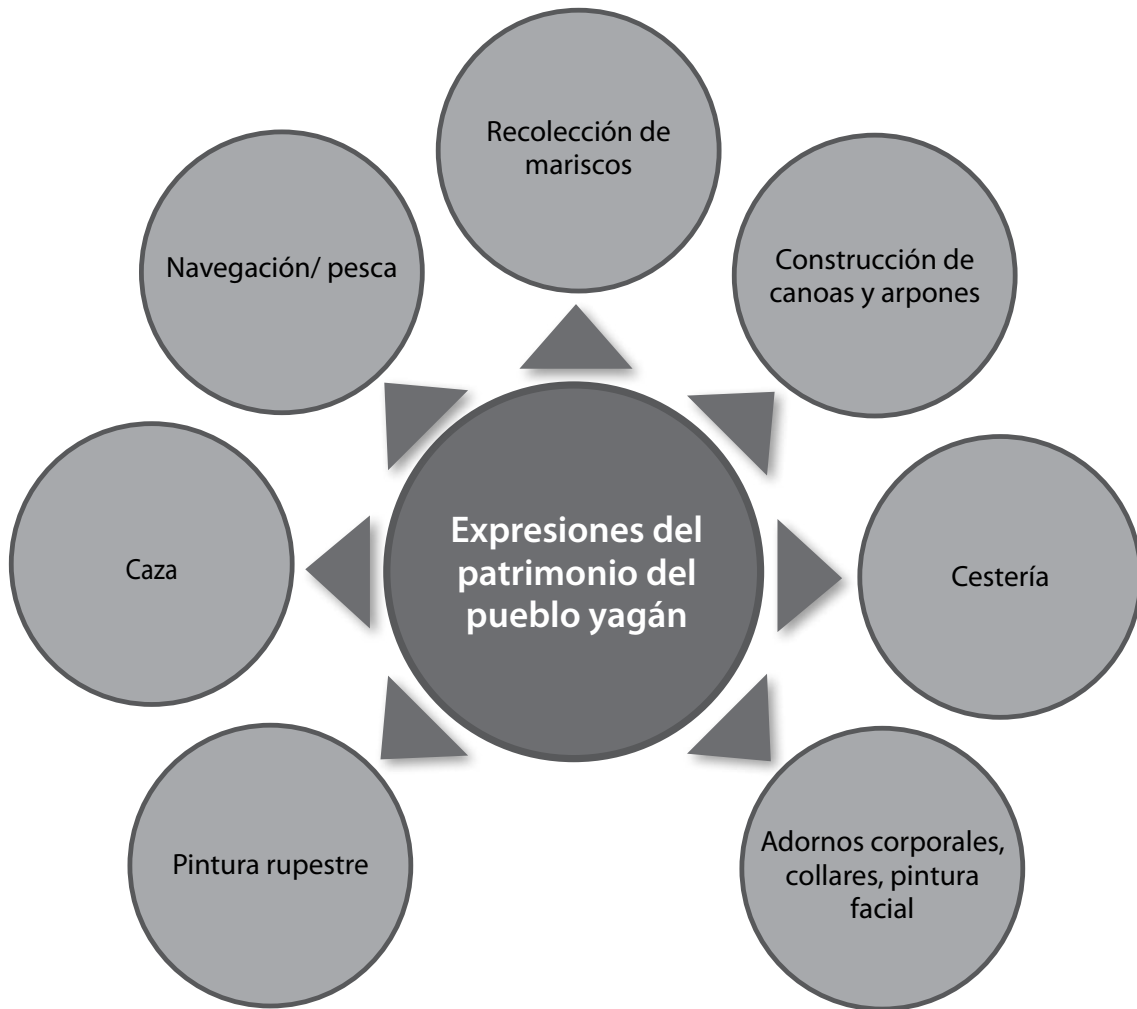 Recolección de
mariscos
Navegación/ pesca
Construcción de
canoas y arpones
Caza
Expresiones del
patrimonio del
pueblo yagán
Cestería
Pintura rupestre
Adornos corporales,
collares, pintura
facial